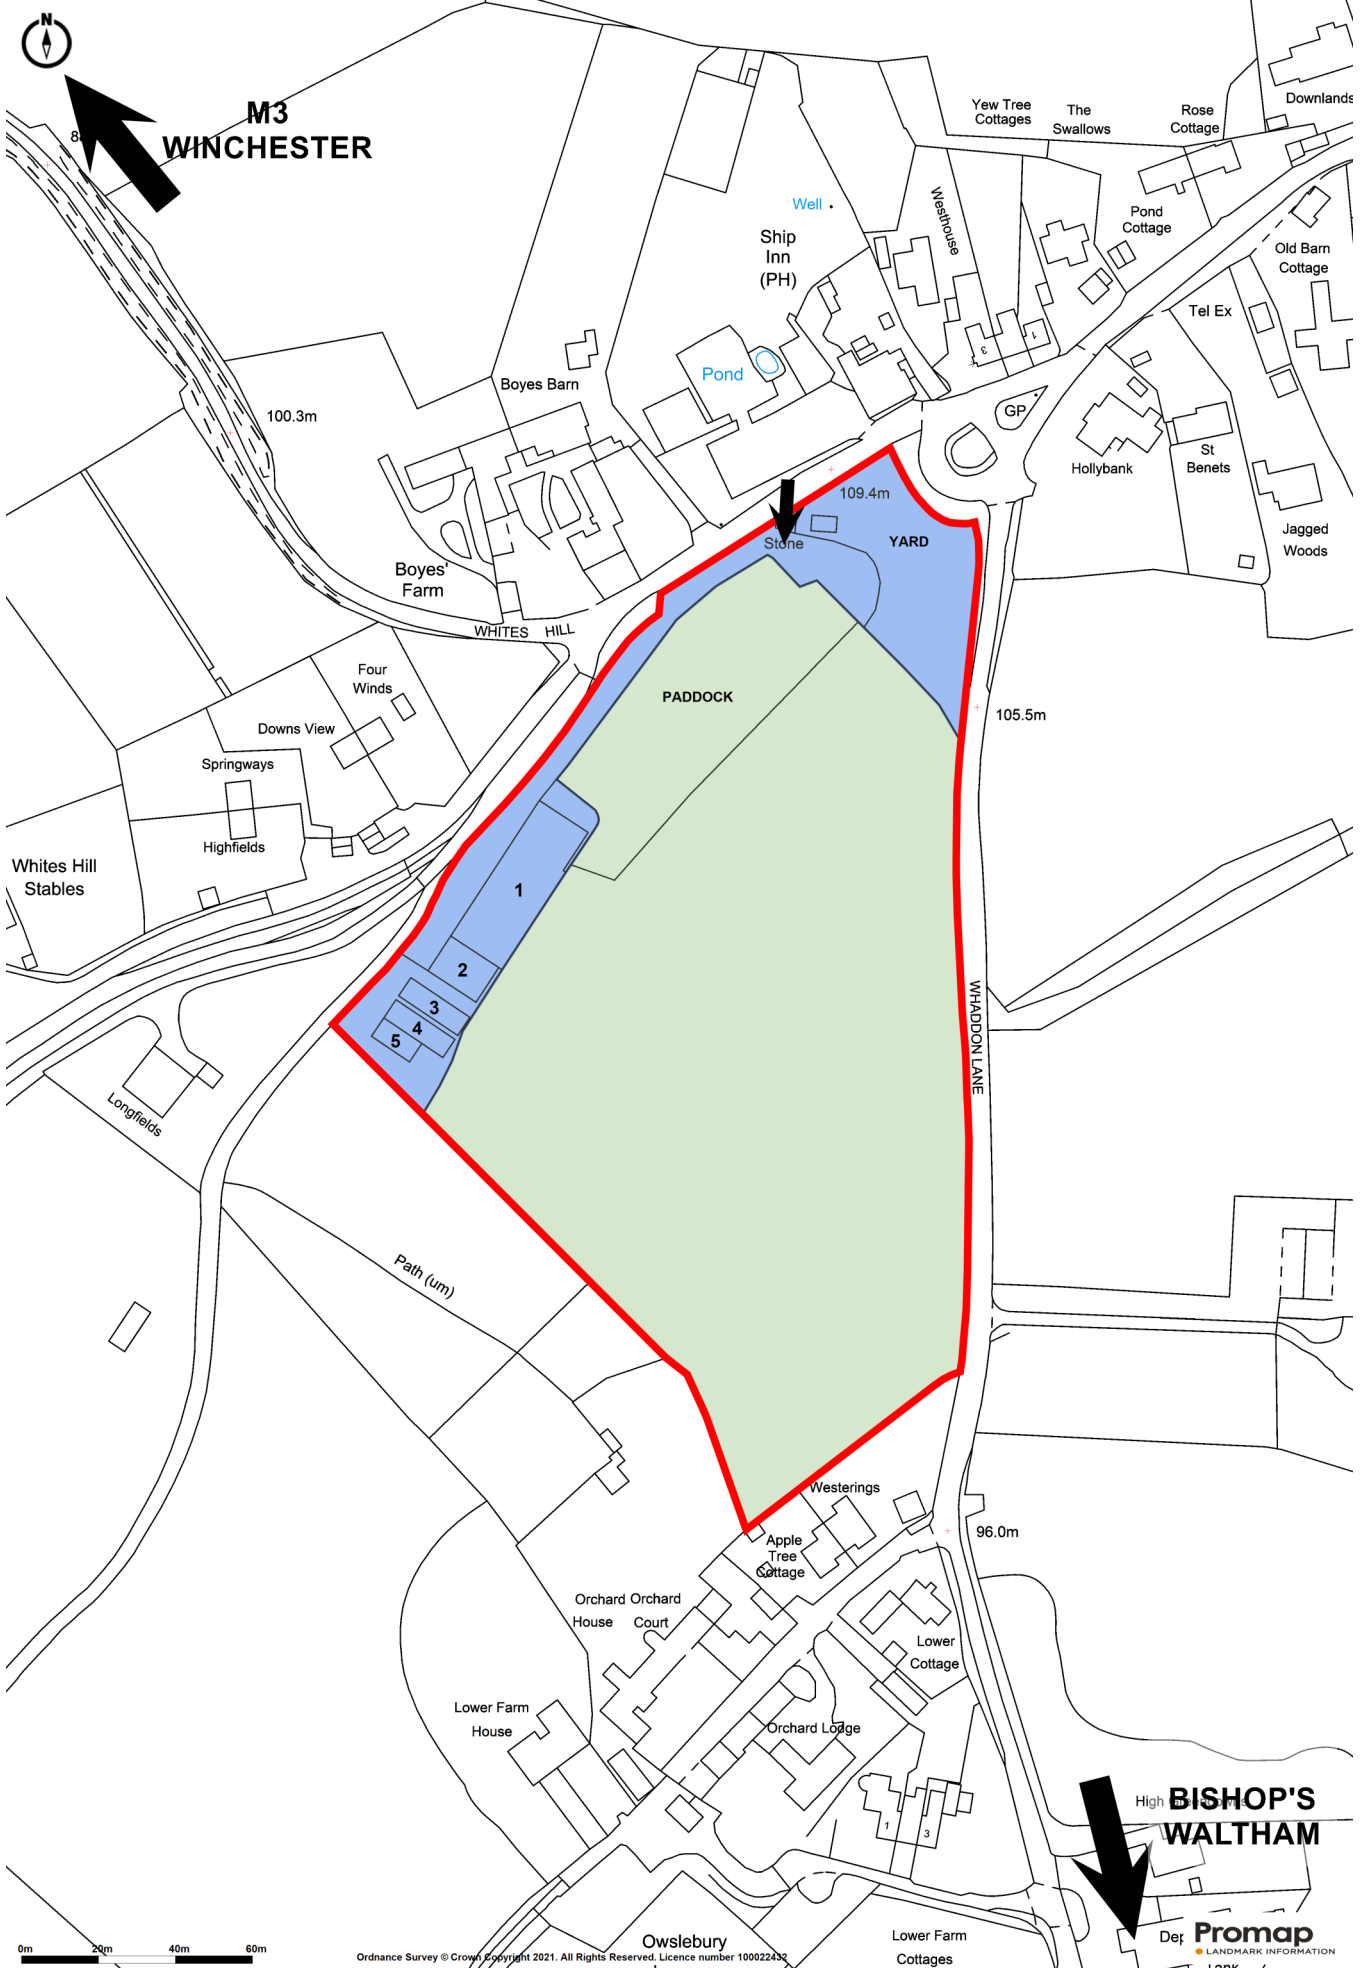 N
M3
WINCHESTER
Yew Tree
Cottages
The
Swallows
Rose
Cottage
Downlands
Well
Westhouse
Ship
Inn
(PH)
Pond
Cottage
Old Barn
Cottage
Tel Ex
3
1
Pond
Boyes Barn
100.3m
GP
Hollybank
St
Benets
109.4m
Jagged
Woods
Stone
YARD
Boyes'
Farm
WHITES HILL
Four
Winds
PADDOCK
105.5m
Downs View
Springways
Highfields
Whites Hill
Stables
1
2
3
4
5
WHADDON LANE
Longfields
Path (um)
Westerings
96.0m
Apple
Tree
Cottage
Orchard Orchard
House Court
Lower
Cottage
Lower Farm
House
Orchard Lodge
High
BISHOP'S
WALTHAM
1
3
0m 20m 40m 60m
Owslebury
Lower Farm
Cottages
Ordnance Survey © Crown Copyright 2021. All Rights Reserved. Licence number 100022432
Promap
LANDMARK INFORMATION